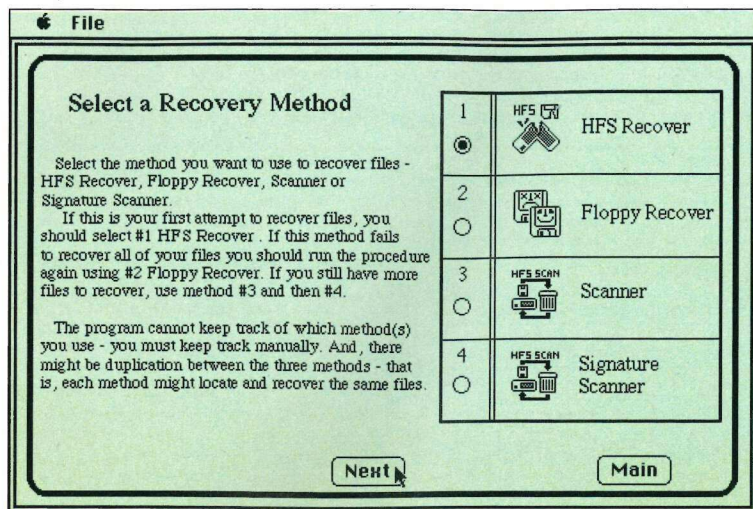 File
Select a Recovery Method
Select the method you want to use to recover files -
HFS Recover, Floppy Recover, Scanner or
Signature Scanner.
If this is your first attempt to recover files, you
should select #1 HFS Recover . If this method fails
to recover all of your files you should run the procedure
again using #2 Floppy Recover. If you still have more
files to recover, use method #3 and then #4.
The program cannot keep track of which method(s)
you use - you must keep track manually. And, there
might be duplication between the three methods - that
is, each method might locate and recover the same files.
1
HFS
HFS Recover
2
Floppy Recover
3
HFS SCAN
Scanner
4
HFS SCAN
Signature
Scanner
Next
Main